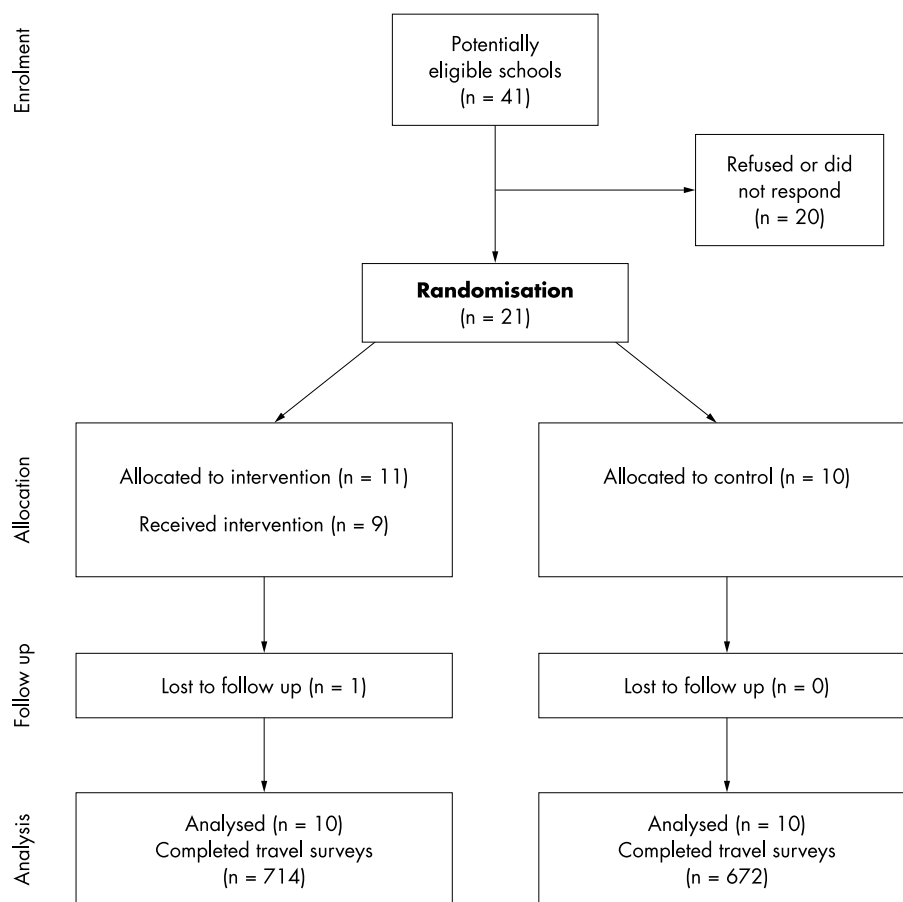 Enrolment
Potentially
eligible schools
(n = 41)
Refused or did
not respond
(n = 20)
Randomisation
(n = 21)
Allocation
Allocated to intervention (n = 11)
Received intervention (n = 9)
Allocated to control (n = 10)
Follow up
Lost to follow up (n = 1)
Lost to follow up (n = 0)
Analysis
Analysed (n = 10)
Completed travel surveys
(n = 714)
Analysed (n = 10)
Completed travel surveys
(n = 672)